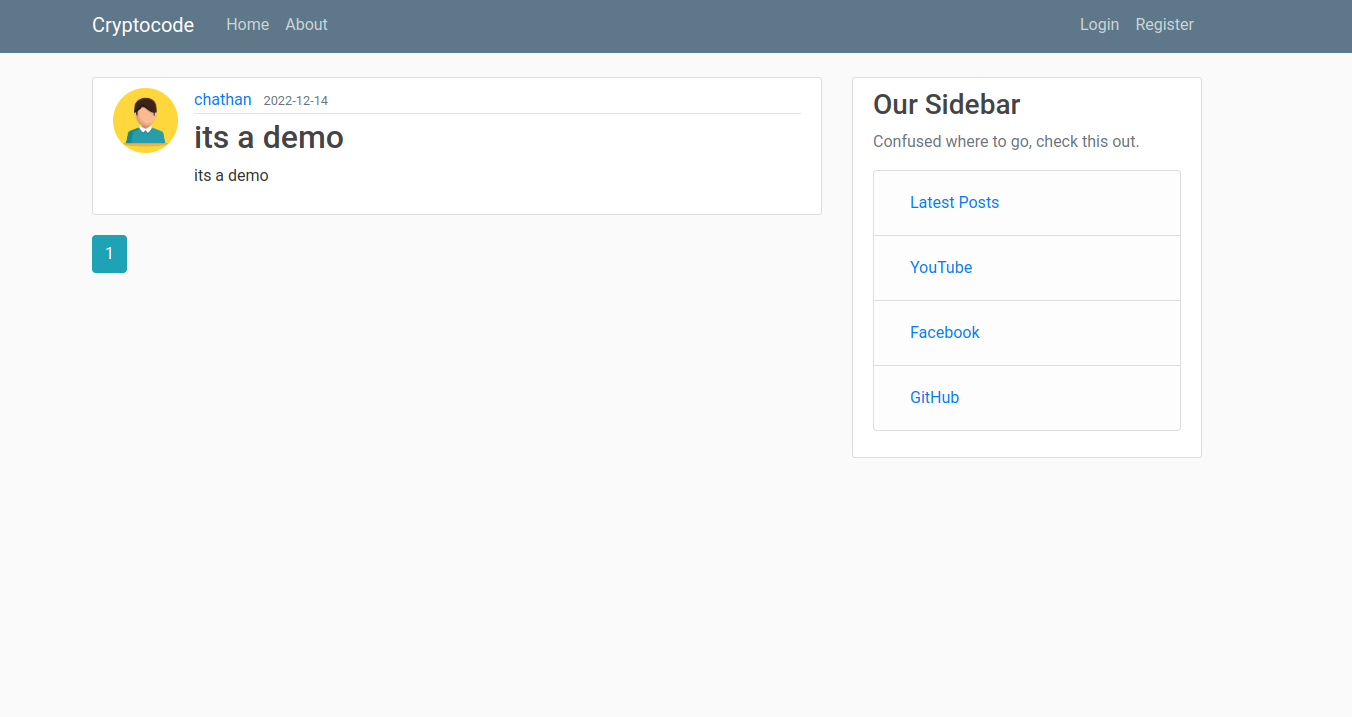 Cryptocode Home About Login Register
chathan 2022-12-14
its a demo
its a demo
1
Our Sidebar
Confused where to go, check this out.
Latest Posts
YouTube
Facebook
GitHub